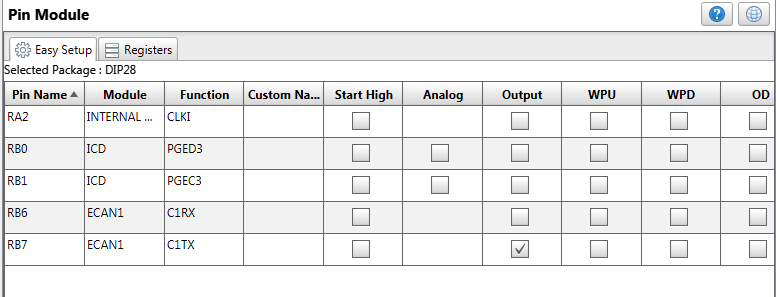 Pin Module
Easy Setup Registers
Selected Package : DIP28
Pin Name Module Function Custom Na... Start High Analog Output WPU WPD OD
RA2 INTERNAL ... CLKI
RB0 ICD PGED3
RB1 ICD PGEC3
RB6 ECAN1 C1RX
RB7 ECAN1 C1TX